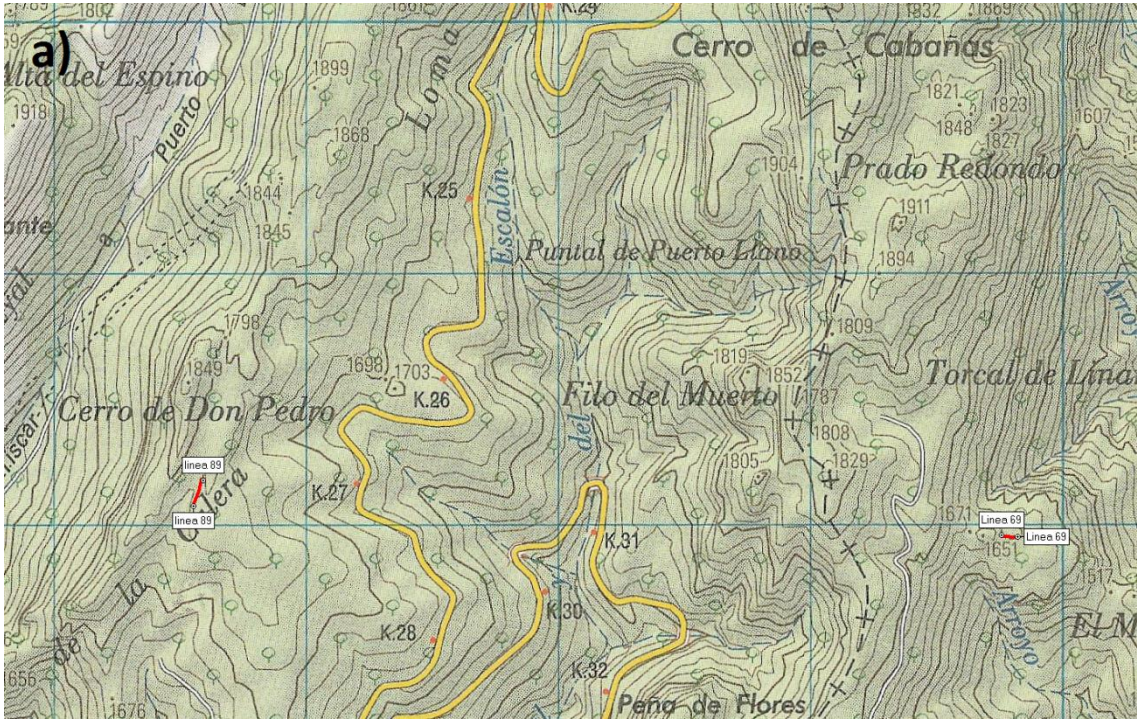 a)
1802
K.29
1832
1869
Cerro de Cabañas
Alta del Espino
1918
Puerto
a
1899
1868
Loma
1821
1823
1848
1827
1607
1904
Prado Redondo
K.25
1844
1845
Escalón
1911
ante
Puntal de Puerto Llano
1894
1798
1849
1698
1703
K.26
1809
1819
1852
1787
Cerro de Don Pedro
Filo del Muerto
Torcal de Lina
del
1808
1829
1805
linea 89
linea 89
K.27
K.31
1671
Linea 69
Linea 69
1651
la
de
K.30
1517
Arroyo
K.28
El M
K.32
1656
1676
Peña de Flores